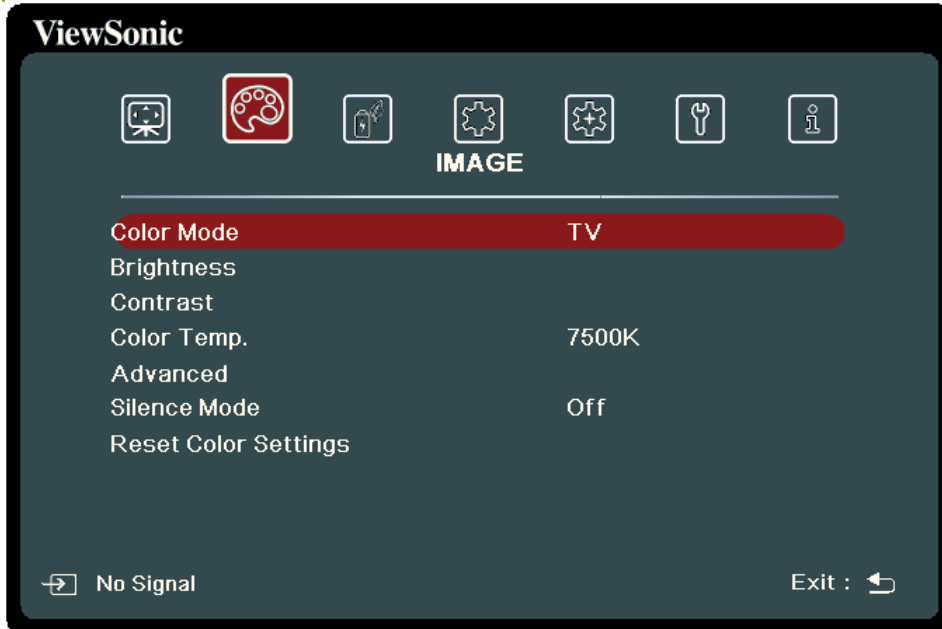 ViewSonic
IMAGE
Color Mode TV
Brightness
Contrast
Color Temp. 7500K
Advanced
Silence Mode Off
Reset Color Settings
No Signal Exit :